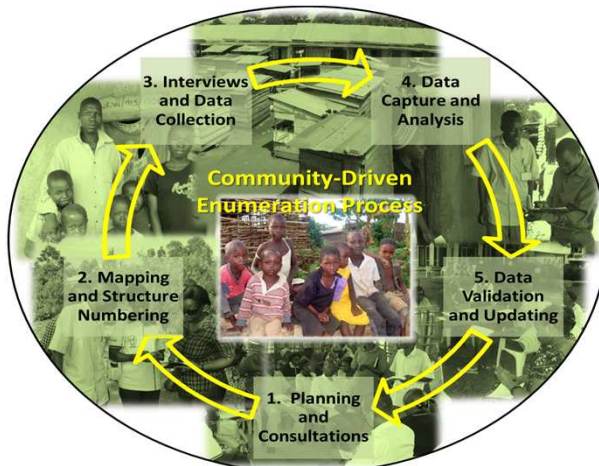 Community-Driven
Enumeration Process
1. Planning
and
Consultations
2. Mapping
and Structure
Numbering
3. Interviews
and Data
Collection
4. Data
Capture and
Analysis
5. Data
Validation
and Updating